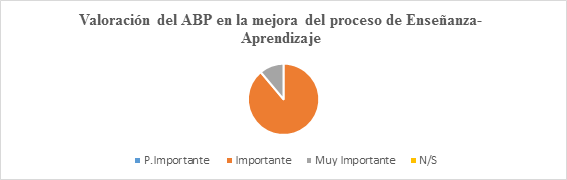 Valoración del ABP en la mejora del proceso de Enseñanza-
Aprendizaje
P.Importante Importante Muy Importante N/S